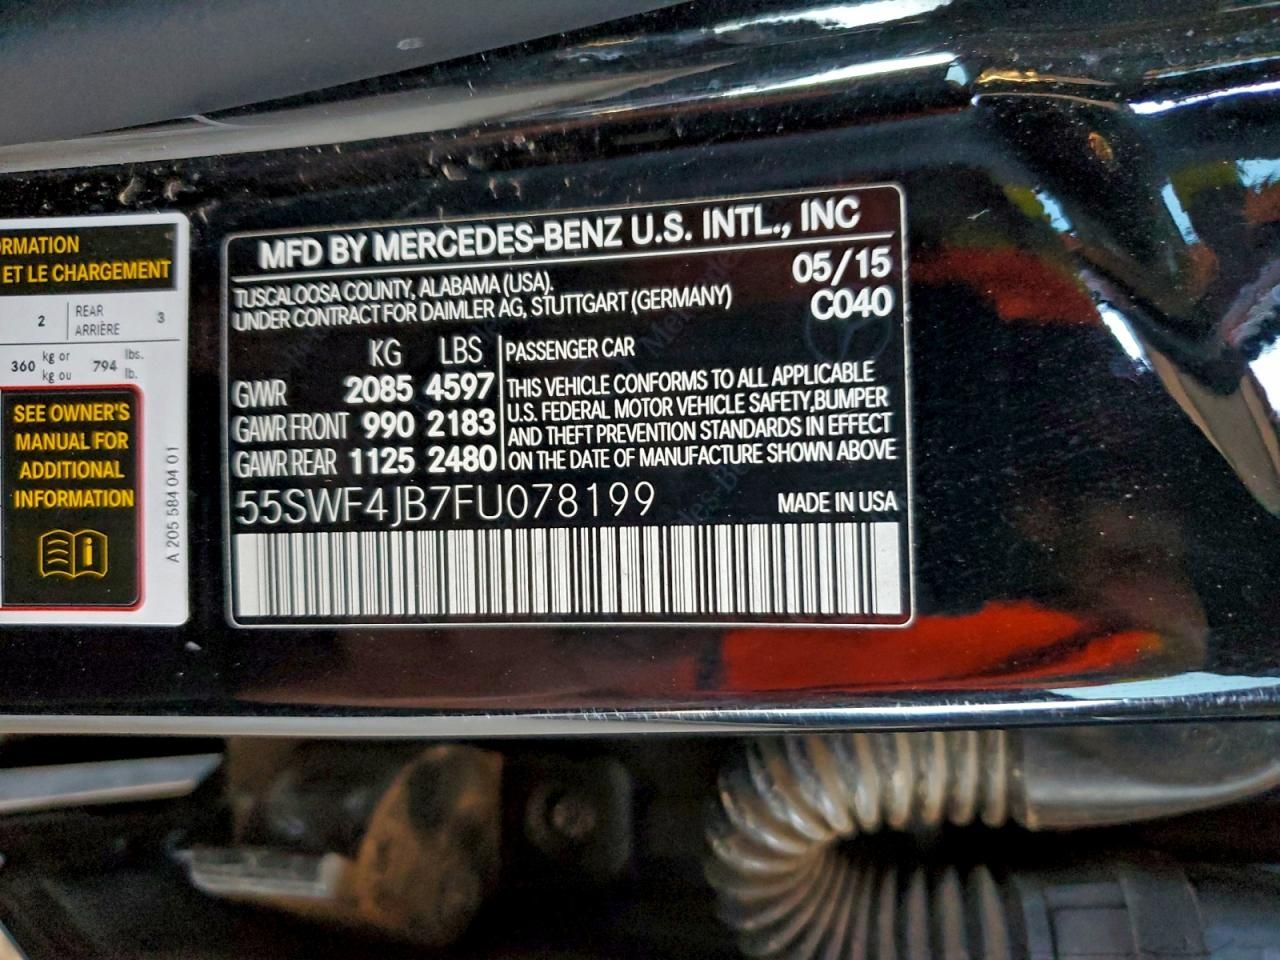 ORMATION
ET LE CHARGEMENT
2 REAR 3
ARRIÈRE
360 kg or 794 lbs.
kg ou lb.
SEE OWNER'S
MANUAL FOR
ADDITIONAL
INFORMATION
A 205 584 04 01
MFD BY MERCEDES-BENZ U.S. INTL., INC
TUSCALOOSA COUNTY, ALABAMA (USA). 05/15
UNDER CONTRACT FOR DAIMLER AG, STUTTGART (GERMANY) C040
KG LBS
GVWR 2085 4597
GAWR FRONT 990 2183
GAWR REAR 1125 2480
PASSENGER CAR
THIS VEHICLE CONFORMS TO ALL APPLICABLE
U.S. FEDERAL MOTOR VEHICLE SAFETY,BUMPER
AND THEFT PREVENTION STANDARDS IN EFFECT
ON THE DATE OF MANUFACTURE SHOWN ABOVE
55SWF4JB7FU078199 MADE IN USA